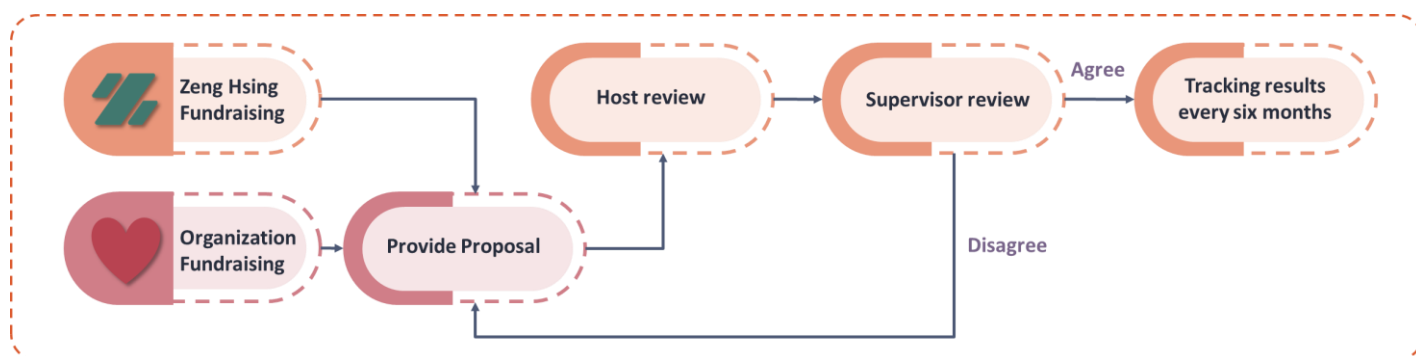 Zeng Hsing
Fundraising
Organization
Fundraising
Provide Proposal
Host review
Supervisor review
Agree
Disagree
Tracking results
every six months